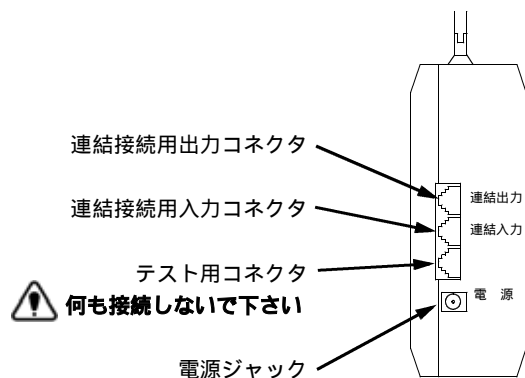 連結接続用出力コネクタ
連結出力
連結接続用入力コネクタ
連結入力
テスト用コネクタ
何も接続しないで下さい
電 源
電源ジャック